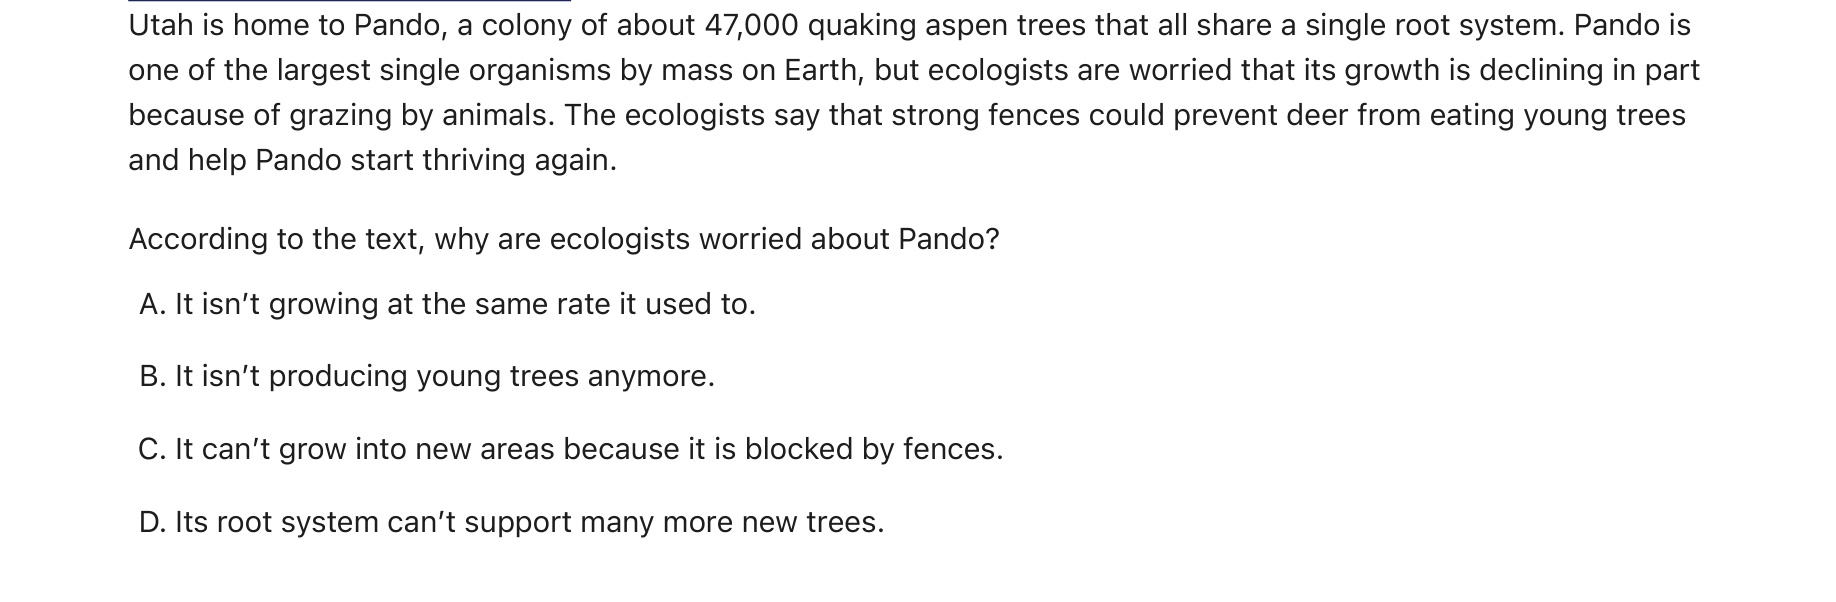 Utah is home to Pando, a colony of about 47,000 quaking aspen trees that all share a single root system. Pando is
one of the largest single organisms by mass on Earth, but ecologists are worried that its growth is declining in part
because of grazing by animals. The ecologists say that strong fences could prevent deer from eating young trees
and help Pando start thriving again.
According to the text, why are ecologists worried about Pando?
A. It isn’t growing at the same rate it used to.
B. It isn’t producing young trees anymore.
C. It can’t grow into new areas because it is blocked by fences.
D. Its root system can’t support many more new trees.